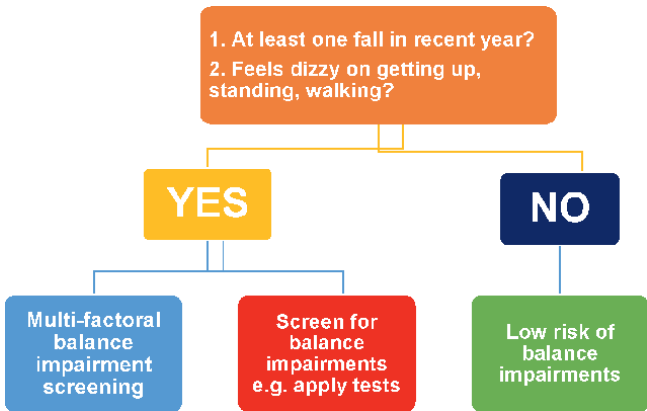 1. At least one fall in recent year?
2. Feels dizzy on getting up,
standing, walking?
YES
NO
Multi-factoral
balance
impairment
screening
Screen for
balance
impairments
e.g. apply tests
Low risk of
balance
impairments